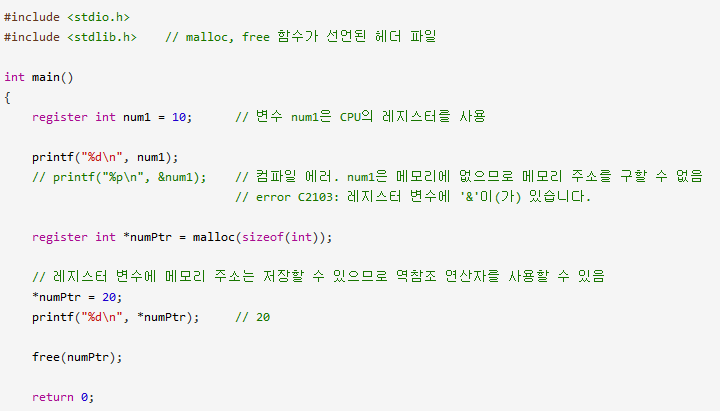 #include <stdio.h>
#include <stdlib.h>    // malloc, free 함수가 선언된 헤더 파일
int main()
{
    register int num1 = 10;      // 변수 num1은 CPU의 레지스터를 사용
    printf("%d\n", num1);
    // printf("%p\n", &num1);    // 컴파일 에러. num1은 메모리에 없으므로 메모리 주소를 구할 수 없음
                                 // error C2103: 레지스터 변수에 '&'이(가) 있습니다.
    register int *numPtr = malloc(sizeof(int));
    // 레지스터 변수에 메모리 주소는 저장할 수 있으므로 역참조 연산자를 사용할 수 있음
    *numPtr = 20;
    printf("%d\n", *numPtr);     // 20
    free(numPtr);
    return 0;